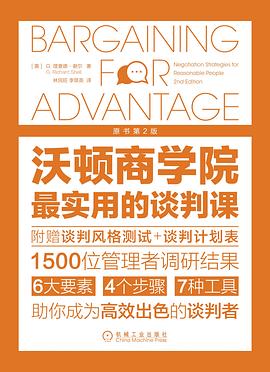 BARGAINING
FOR
Negotiation Strategies for
Reasonable People
2nd Edition
[美] G. 理查德·谢尔 著
G. Richard Shell
林民旺 李翠英 译
ADVANTAGE
原书第2版
沃顿商学院
最实用的谈判课
附赠谈判风格测试+谈判计划表
1500位管理者调研结果
6大要素 4个步骤 7种工具
助你成为高效出色的谈判者
机械工业出版社
China Machine Press